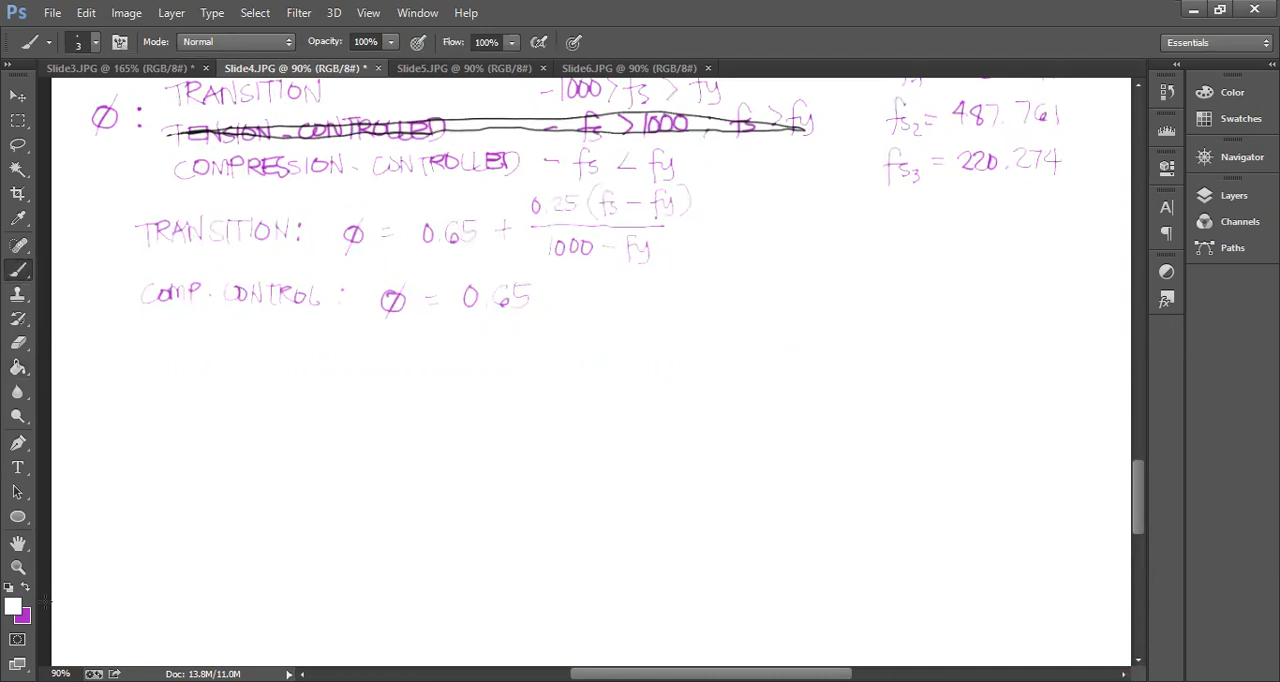 Ps File Edit Image Layer Type Select Filter 3D View Window Help
3 Mode: Normal Opacity: 100% Flow: 100% Essentials
Slide3.JPG @ 165% (RGB/8#) * × Slide4.JPG @ 90% (RGB/8#) * × Slide5.JPG @ 90% (RGB/8#) × Slide6.JPG @ 90% (RGB/8#) ×
TRANSITION - 1000 > fs > fy
Ø : TENSION - CONTROLLED - fs > 1000 ; fs > fy
fs2 = 487.761
COMPRESSION - CONTROLLED - fs < fy
fs3 = 220.274
TRANSITION: Ø = 0.65 + 0.25 (fs - fy)
1000 - fy
COMP. CONTROL : Ø = 0.65
Color
Swatches
Navigator
Layers
Channels
Paths
90% Doc: 13.8M/11.0M